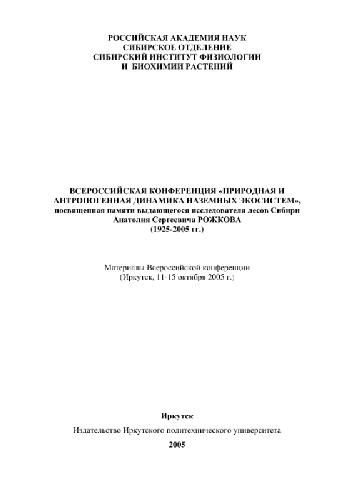 РОССИЙСКАЯ АКАДЕМИЯ НАУК
СИБИРСКОЕ ОТДЕЛЕНИЕ
СИБИРСКИЙ ИНСТИТУТ ФИЗИОЛОГИИ
И БИОХИМИИ РАСТЕНИЙ
ВСЕРОССИЙСКАЯ КОНФЕРЕНЦИЯ «ПРИРОДНАЯ И
АНТРОПОГЕННАЯ ДИНАМИКА НАЗЕМНЫХ ЭКОСИСТЕМ»,
посвященная памяти выдающегося исследователя лесов Сибири
Анатолия Сергеевича РОЖКОВА
(1925-2005 гг.)
Материалы Всероссийской конференции
(Иркутск, 11-15 октября 2005 г.)
Иркутск
Издательство Иркутского политехнического университета
2005